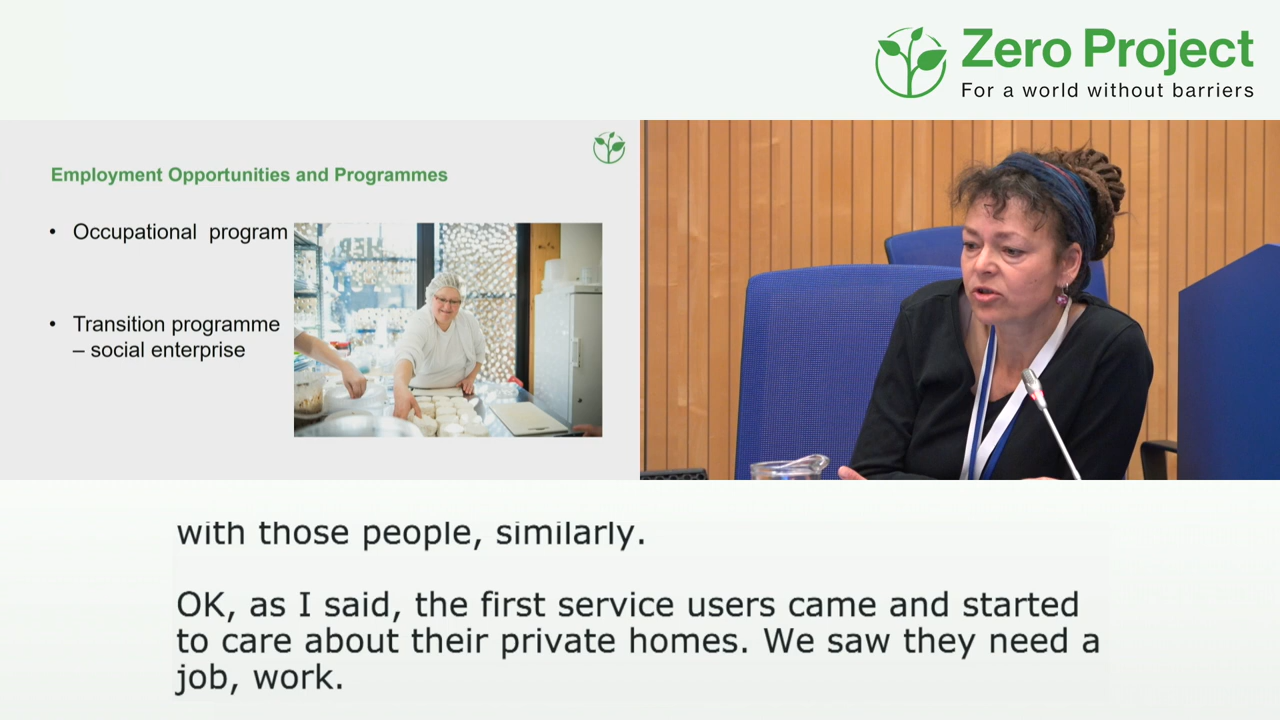 Zero Project
For a world without barriers
Employment Opportunities and Programmes
• Occupational program
• Transition programme
– social enterprise
with those people, similarly.
OK, as I said, the first service users came and started
to care about their private homes. We saw they need a
job, work.